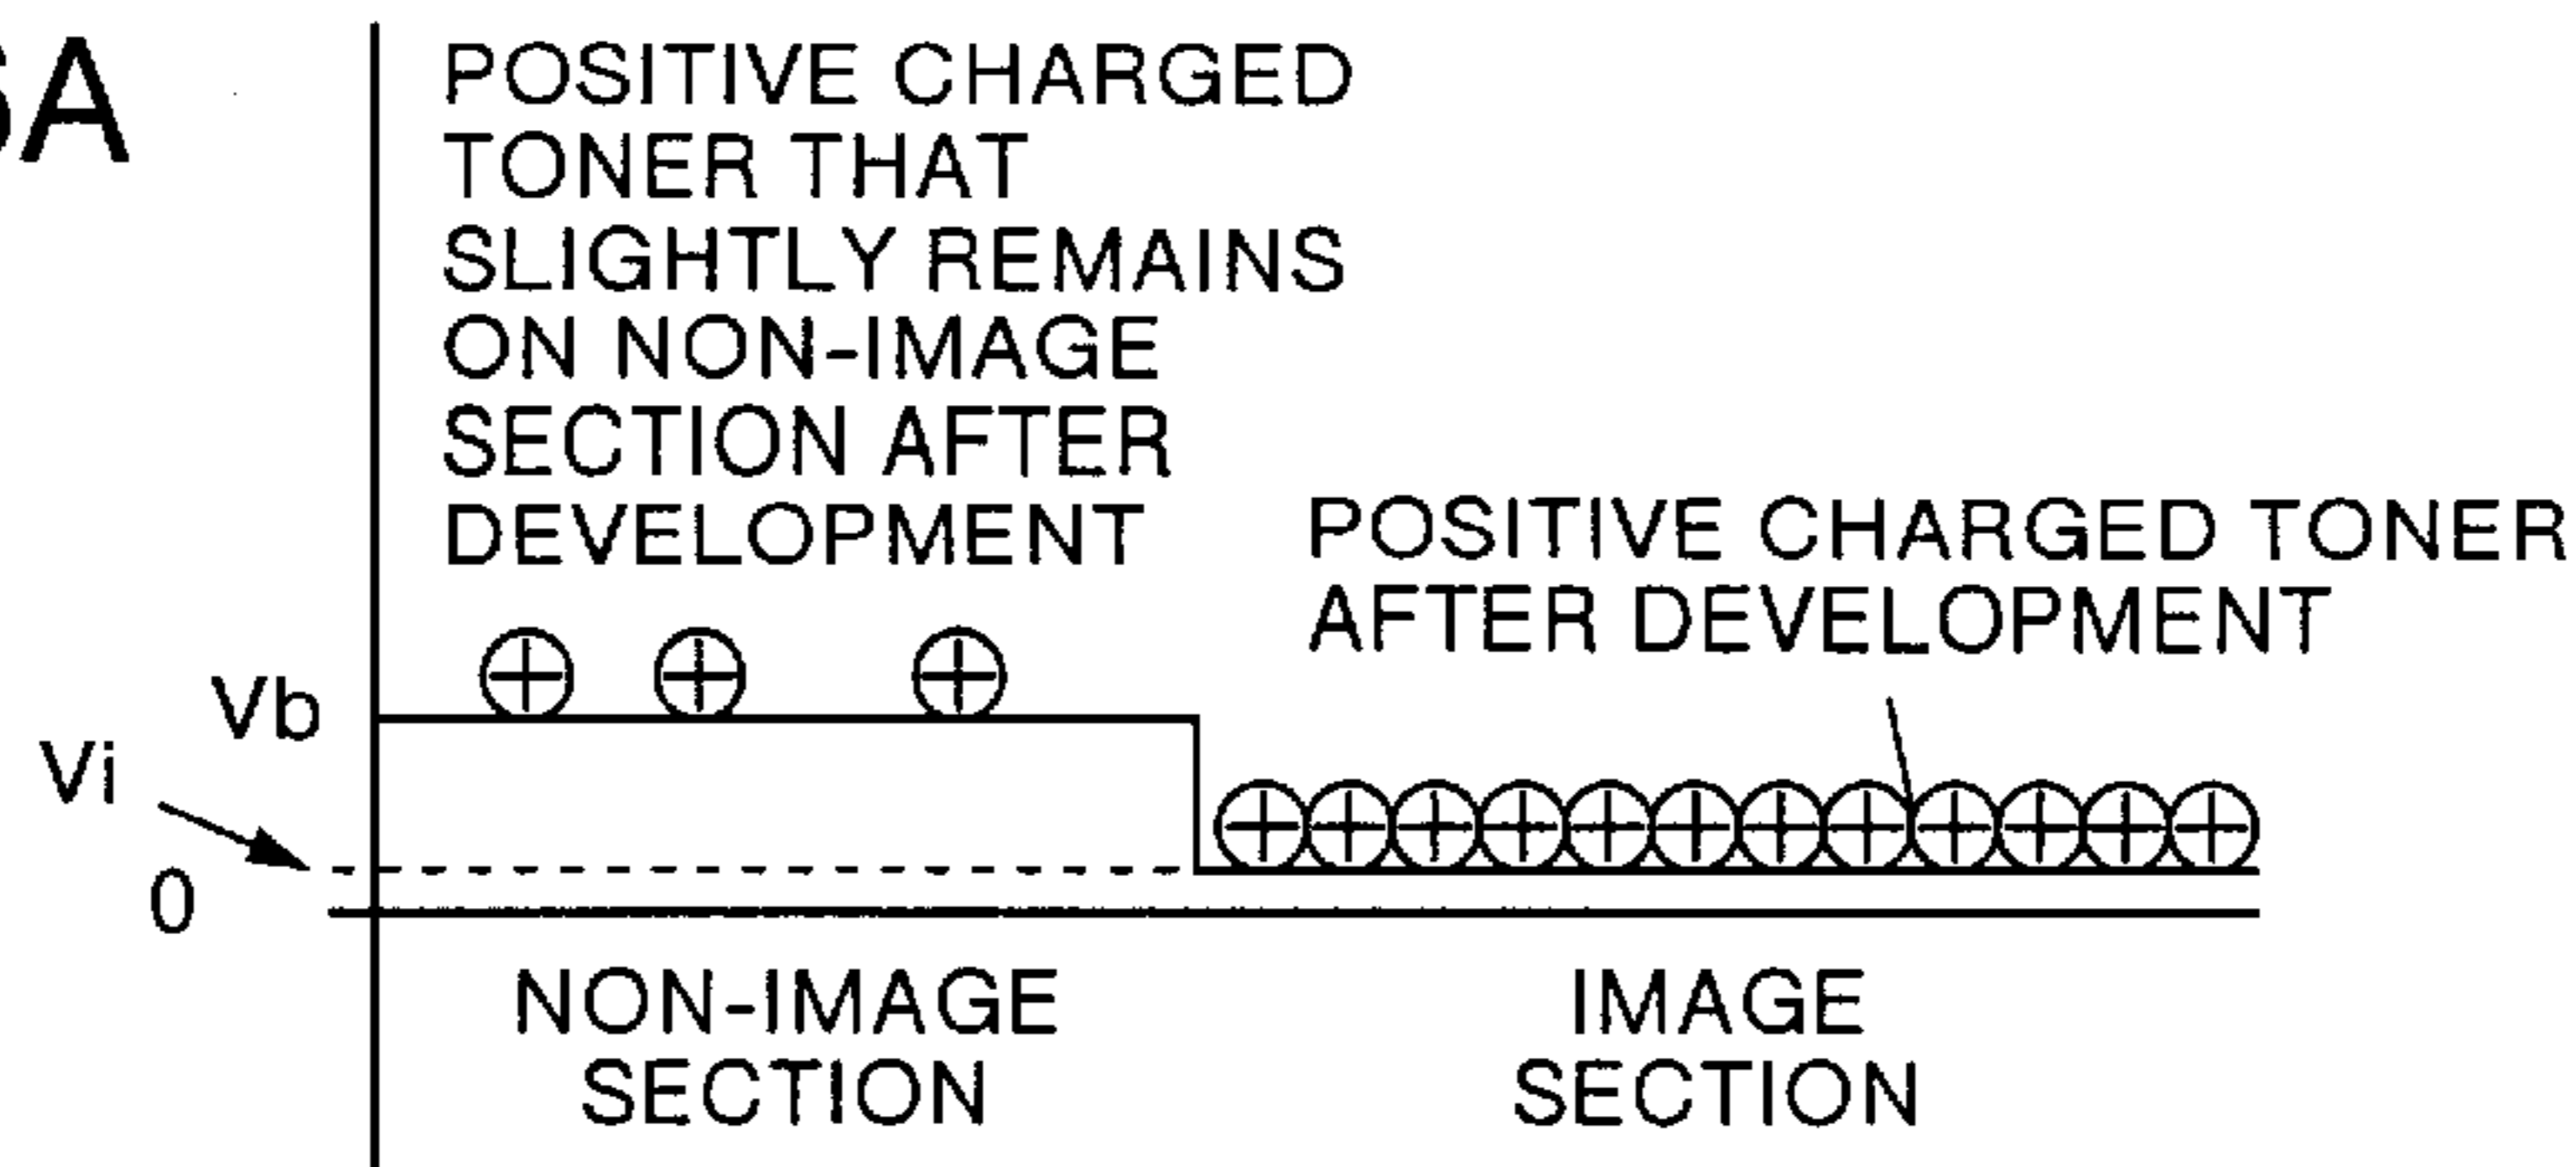 6A
POSITIVE CHARGED
TONER THAT
SLIGHTLY REMAINS
ON NON-IMAGE
SECTION AFTER
DEVELOPMENT
POSITIVE CHARGED TONER
AFTER DEVELOPMENT
Vb
Vi
0
NON-IMAGE
SECTION
IMAGE
SECTION